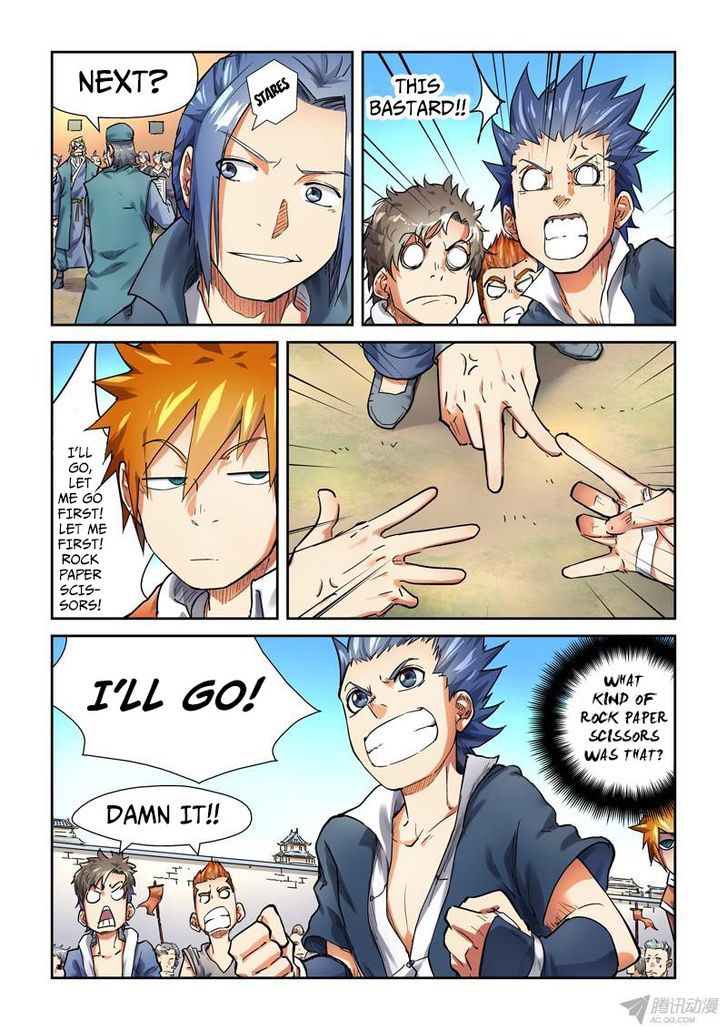 NEXT?
STARES
THIS
BASTARD!!
I'LL
GO,
LET
ME GO
FIRST!
LET ME
FIRST!
ROCK
PAPER
SCIS-
SORS!
I'LL GO!
WHAT
KIND OF
ROCK PAPER
SCISSORS
WAS THAT?
DAMN IT!!
腾讯动漫
AC.QQ.COM